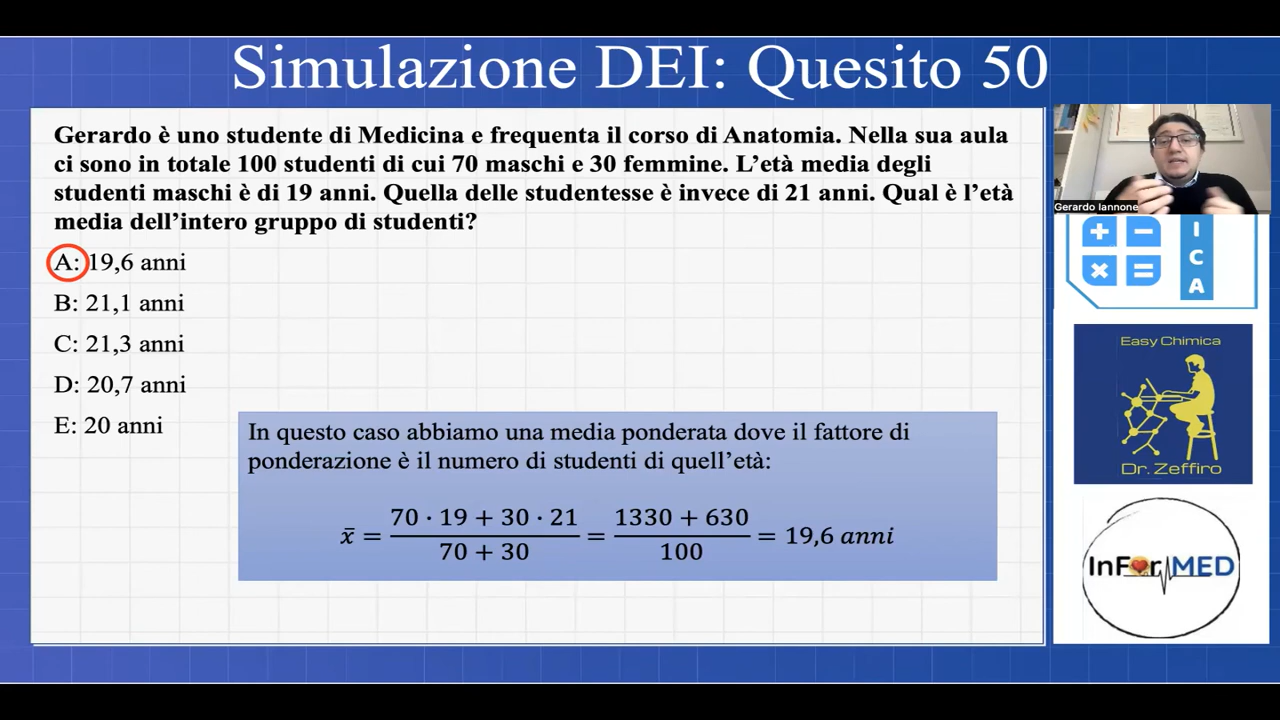 Simulazione DEI: Quesito 50
Gerardo è uno studente di Medicina e frequenta il corso di Anatomia. Nella sua aula
ci sono in totale 100 studenti di cui 70 maschi e 30 femmine. L’età media degli
studenti maschi è di 19 anni. Quella delle studentesse è invece di 21 anni. Qual è l’età
media dell’intero gruppo di studenti?
A: 19,6 anni
B: 21,1 anni
C: 21,3 anni
D: 20,7 anni
E: 20 anni
In questo caso abbiamo una media ponderata dove il fattore di
ponderazione è il numero di studenti di quell’età:
x̄ = (70 · 19 + 30 · 21) / (70 + 30) = (1330 + 630) / 100 = 19,6 anni
Gerardo Iannone
+ − I
C
× = A
Easy Chimica
Dr. Zeffiro
InForMED